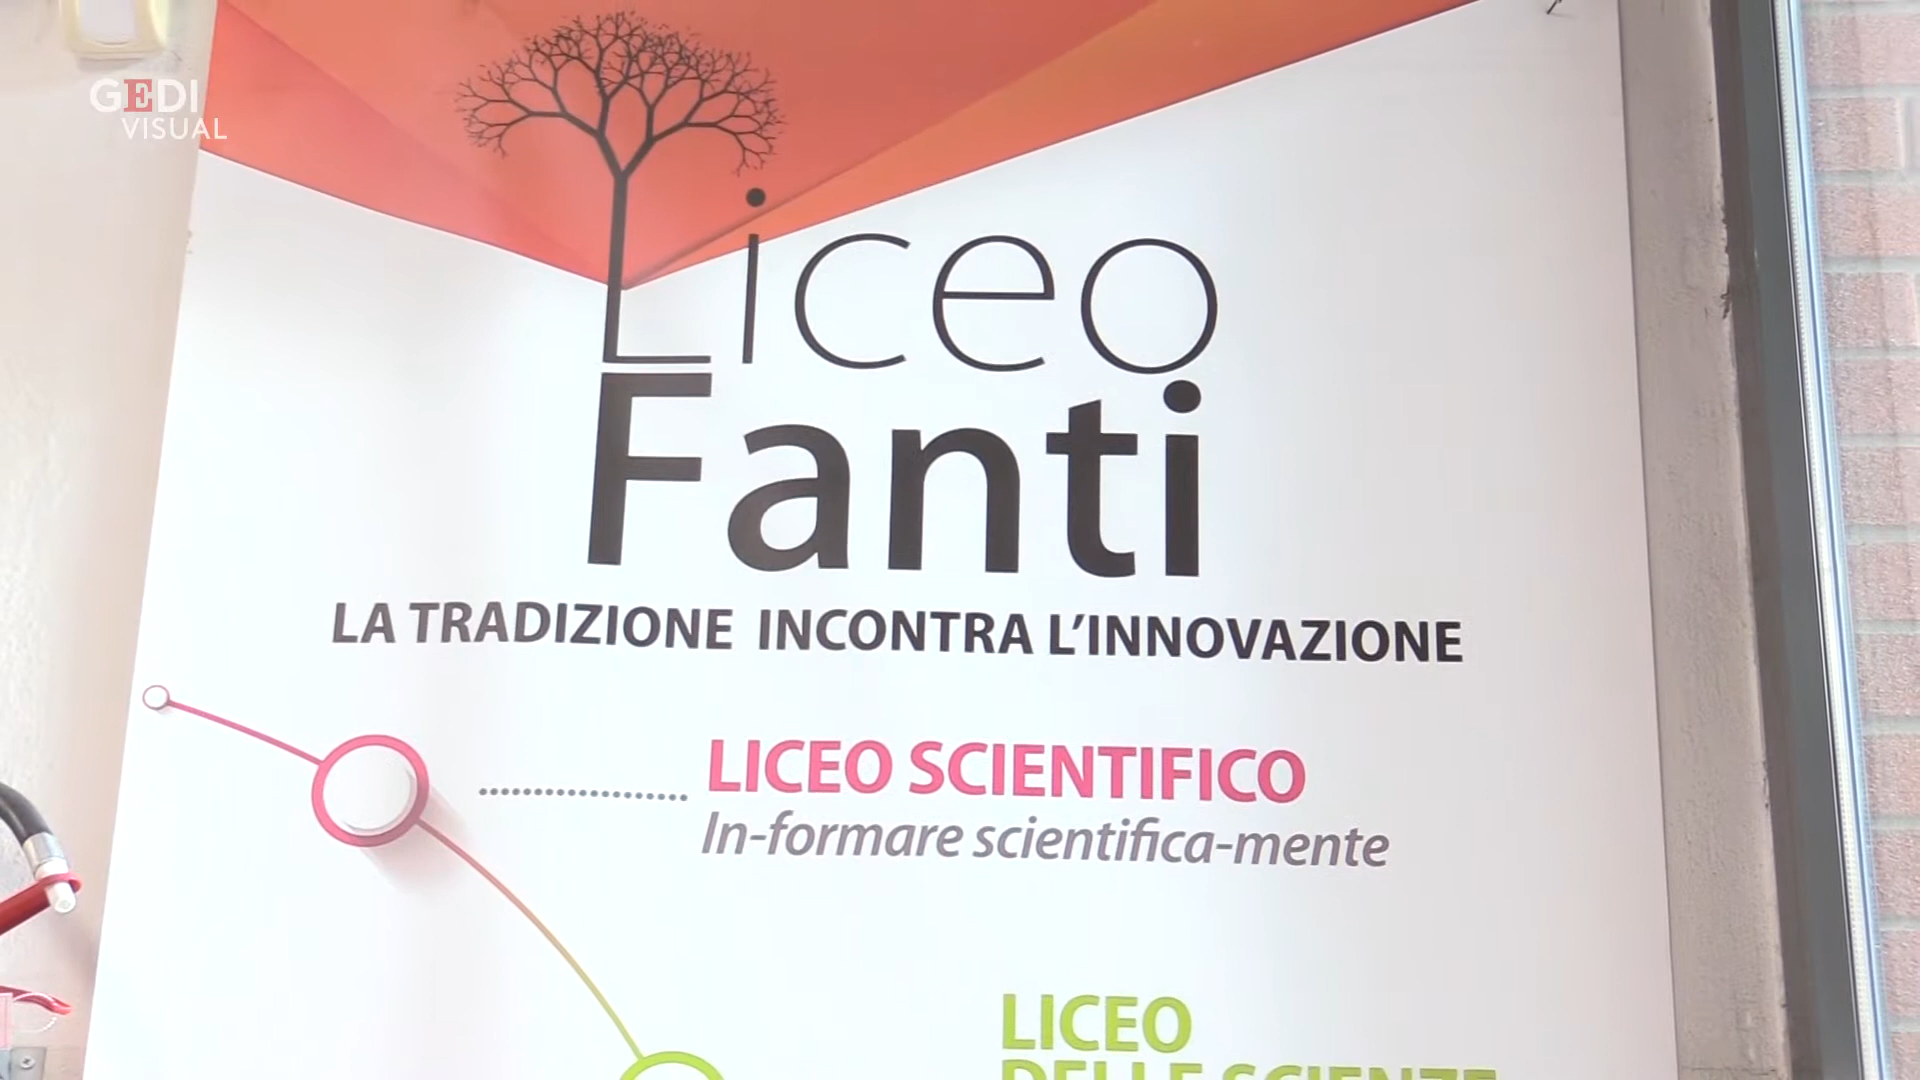 GEDI
VISUAL
Liceo
Fanti
LA TRADIZIONE INCONTRA L'INNOVAZIONE
LICEO SCIENTIFICO
In-formare scientifica-mente
LICEO
DELLE SCIENZE